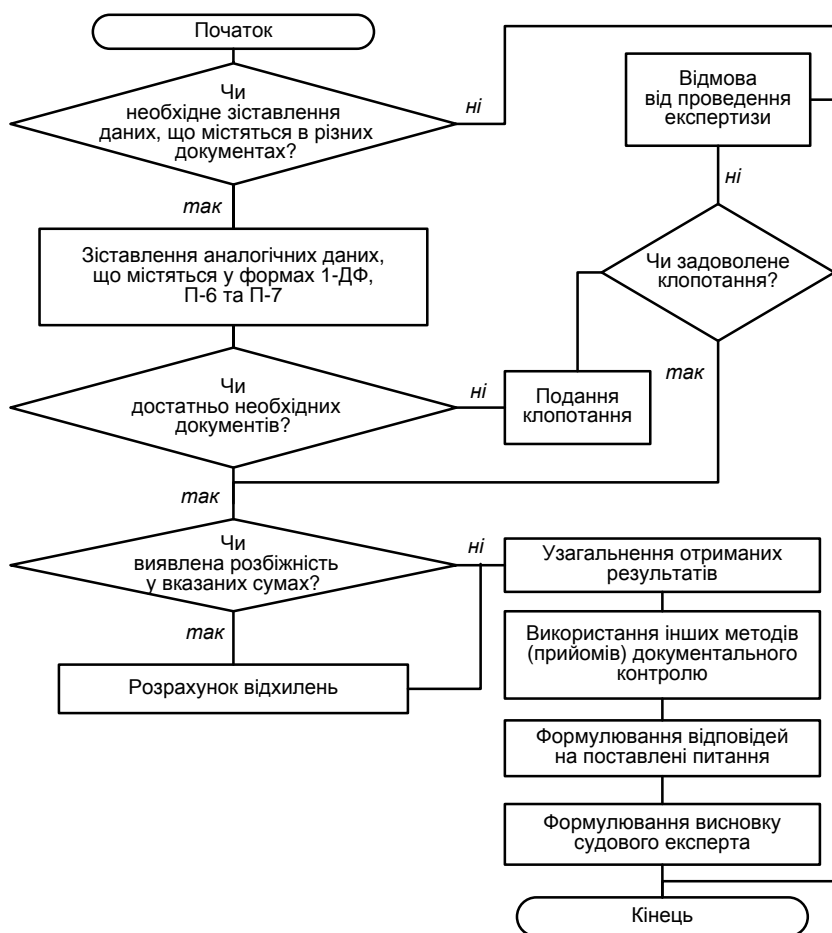 Початок
Чи
необхідне зіставлення
даних, що містяться в різних
документах?
ні
Відмова
від проведення
експертизи
ні
так
Зіставлення аналогічних даних,
що містяться у формах 1-ДФ,
П-6 та П-7
Чи задоволене
клопотання?
так
Чи
достатньо необхідних
документів?
ні
Подання
клопотання
так
Чи
виявлена розбіжність
у вказаних сумах?
ні
Узагальнення отриманих
результатів
так
Розрахунок відхилень
Використання інших методів
(прийомів) документального
контролю
Формулювання відповідей
на поставлені питання
Формулювання висновку
судового експерта
Кінець